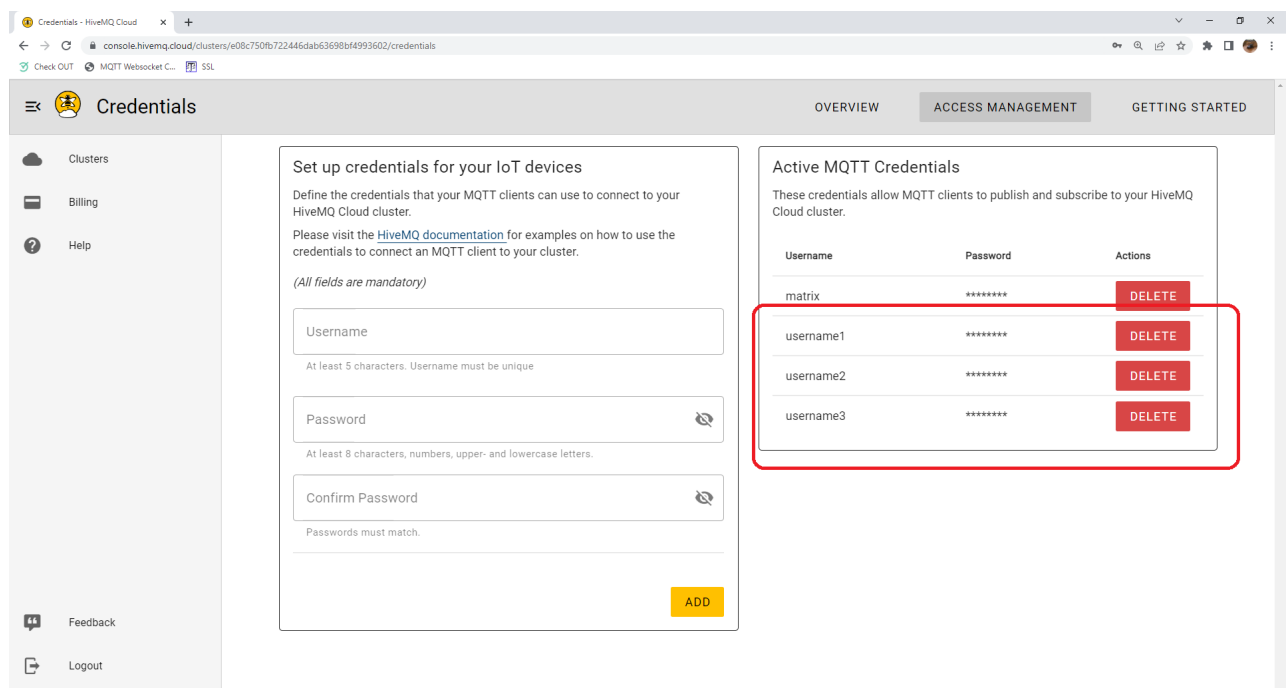 Credentials - HiveMQ Cloud
console.hivemq.cloud/clusters/e08c750fb722446dab63698bf4993602/credentials
Check OUT
MQTT Websocket C...
SSL
Credentials
OVERVIEW
ACCESS MANAGEMENT
GETTING STARTED
Clusters
Billing
Help
Feedback
Logout
Set up credentials for your IoT devices
Define the credentials that your MQTT clients can use to connect to your
HiveMQ Cloud cluster.
Please visit the HiveMQ documentation for examples on how to use the
credentials to connect an MQTT client to your cluster.
(All fields are mandatory)
Username
At least 5 characters. Username must be unique
Password
At least 8 characters, numbers, upper- and lowercase letters.
Confirm Password
Passwords must match.
ADD
Active MQTT Credentials
These credentials allow MQTT clients to publish and subscribe to your HiveMQ
Cloud cluster.
Username Password Actions
matrix ******** DELETE
username1 ******** DELETE
username2 ******** DELETE
username3 ******** DELETE